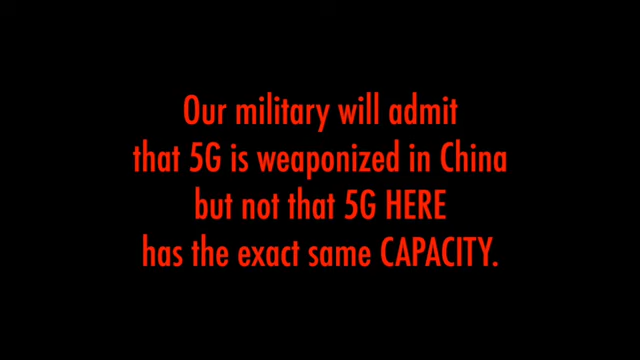 Our military will admit
that 5G is weaponized in China
but not that 5G HERE
has the exact same CAPACITY.